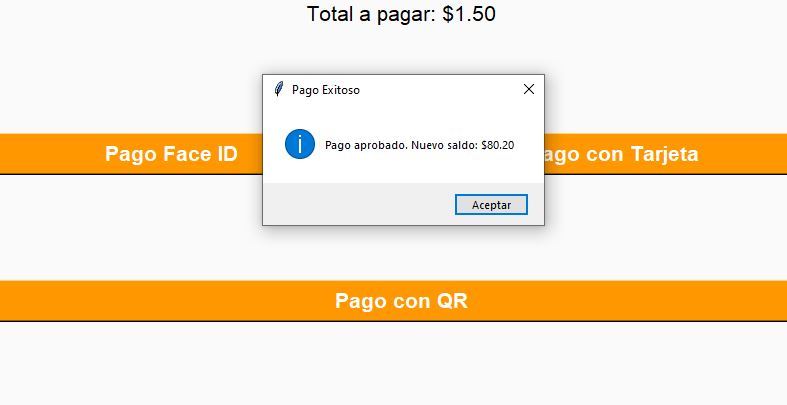 Total a pagar: $1.50
Pago Exitoso
Pago aprobado. Nuevo saldo: $80.20
Pago Face ID
ago con Tarjeta
Aceptar
Pago con QR